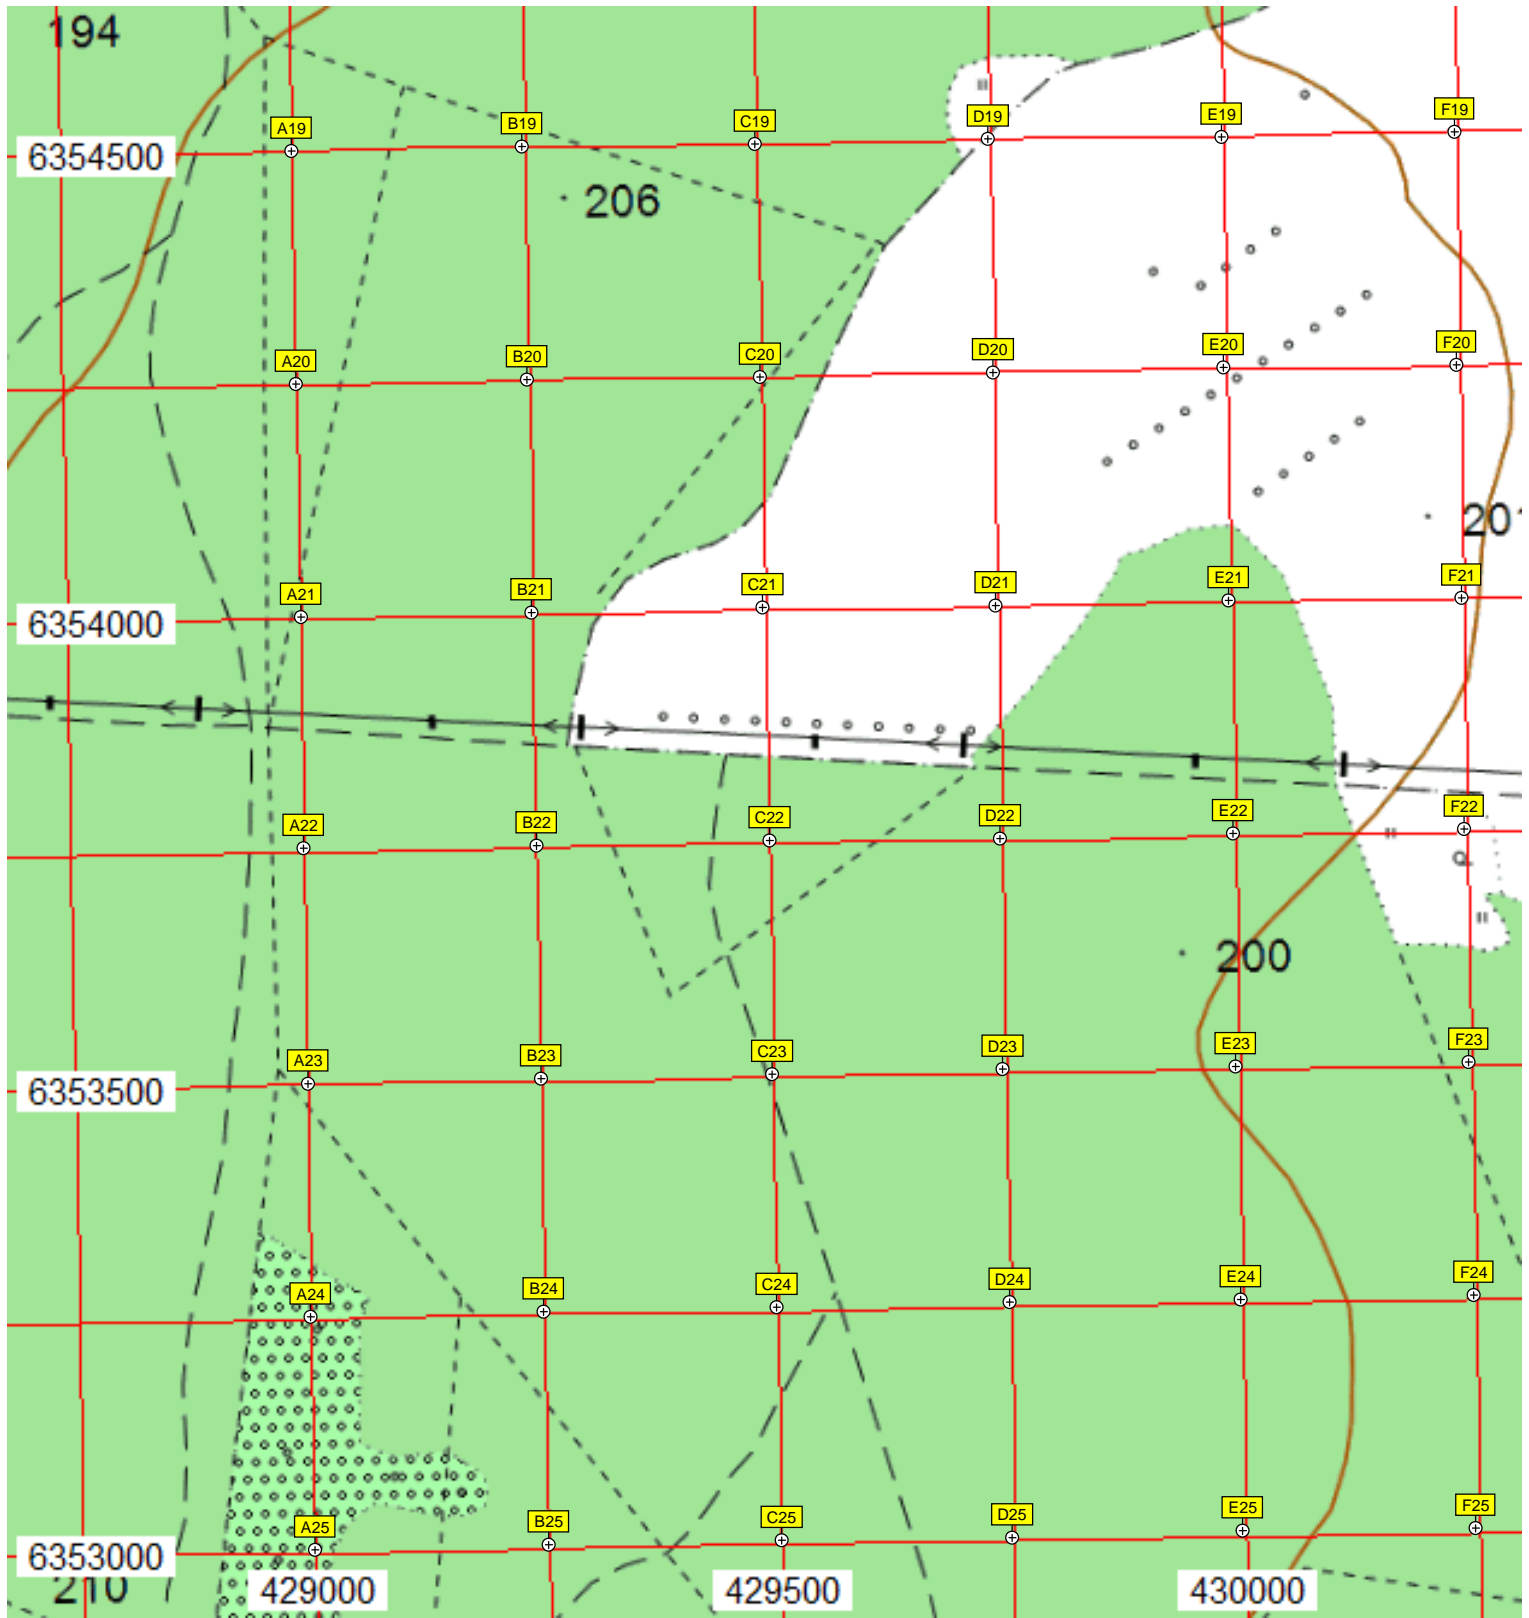 194
A19 B19 C19 D19 E19 F19
6354500
206
A20 B20 C20 D20 E20 F20
201
A21 B21 C21 D21 E21 F21
6354000
A22 B22 C22 D22 E22 F22
200
A23 B23 C23 D23 E23 F23
6353500
A24 B24 C24 D24 E24 F24
A25 B25 C25 D25 E25 F25
6353000
210
429000 429500 430000